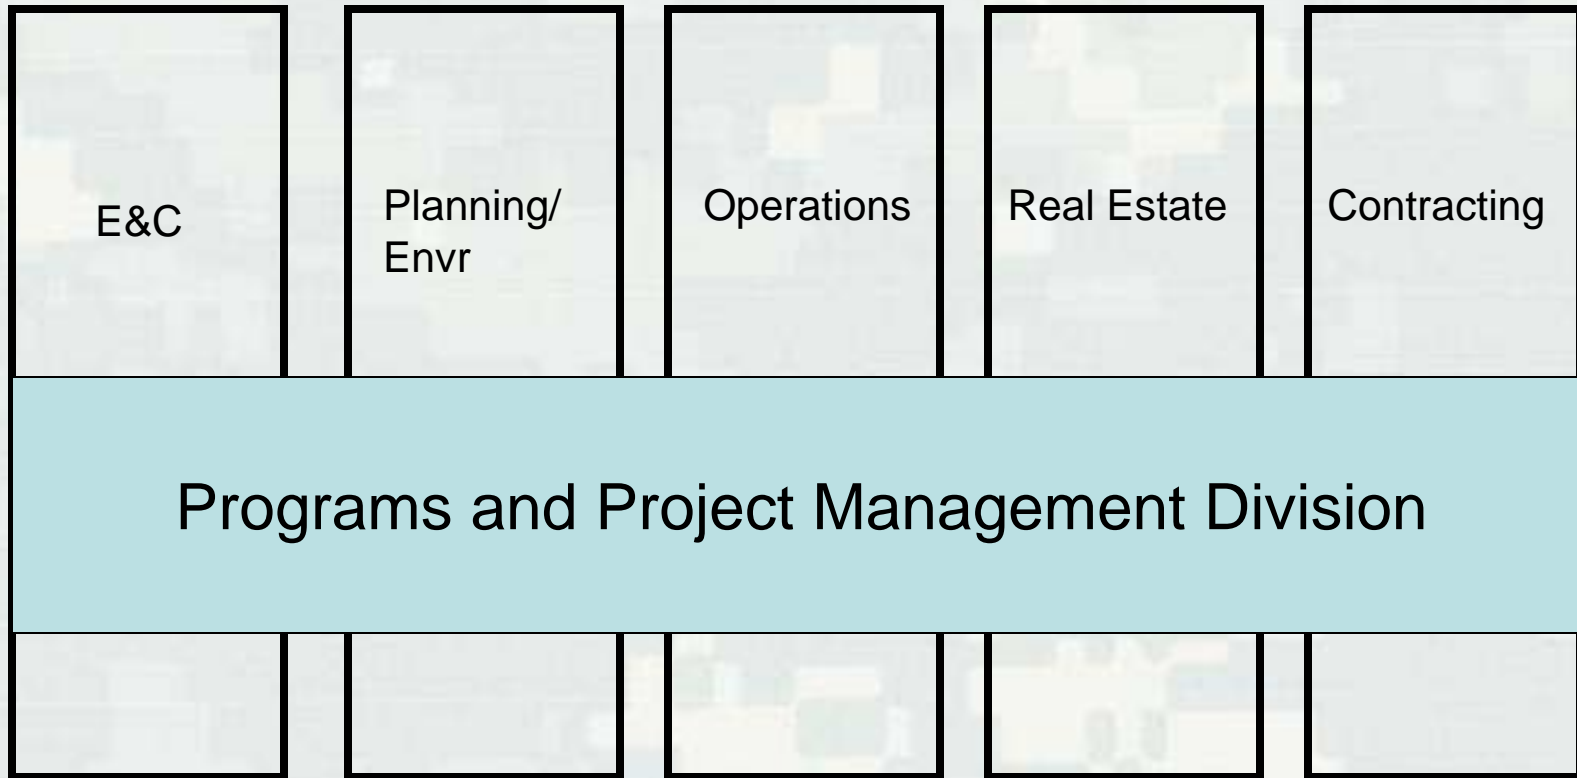 E&C
Planning/
Envr
Operations
Real Estate
Contracting
Programs and Project Management Division